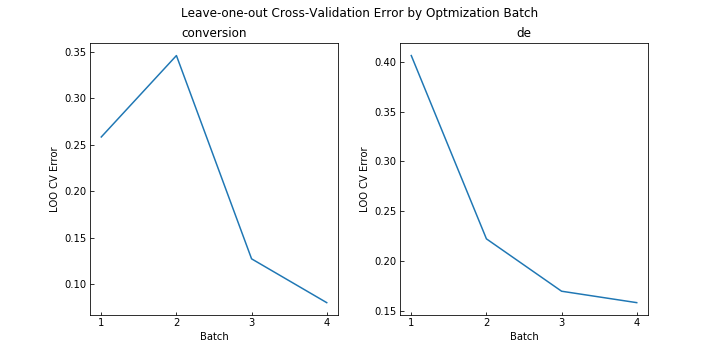 Leave-one-out Cross-Validation Error by Optmization Batch
conversion
0.35
0.30
0.25
0.20
0.15
0.10
LOO CV Error
1 2 3 4
Batch
de
0.40
0.35
0.30
0.25
0.20
0.15
LOO CV Error
1 2 3 4
Batch